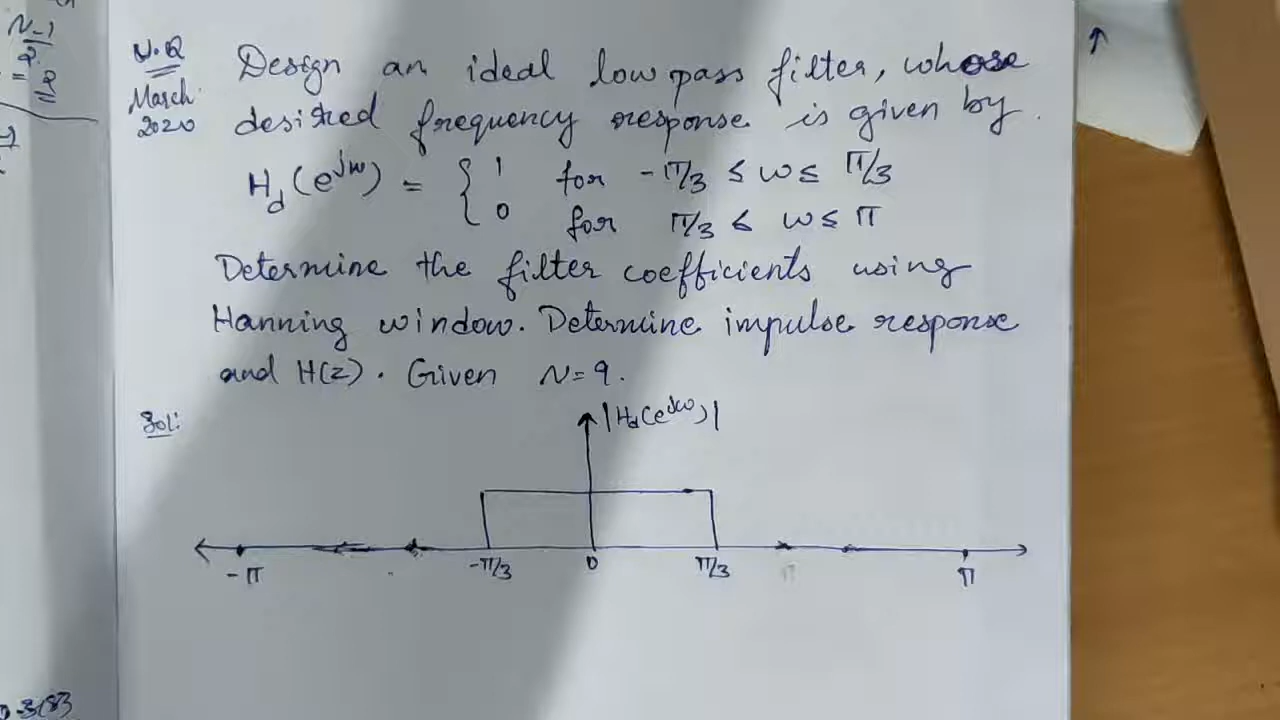 N-1
2
U.Q
March
2020
Design an ideal low pass filter, whose
desired frequency response is given by.
H_d(e^jω) = { 1 for -π/3 ≤ ω ≤ π/3
0 for π/3 ≤ ω ≤ π
Determine the filter coefficients using
Hanning window. Determine impulse response
and H(z). Given N=9.
Sol:
|H_d(e^jω)|
-π -π/3 0 π/3 π